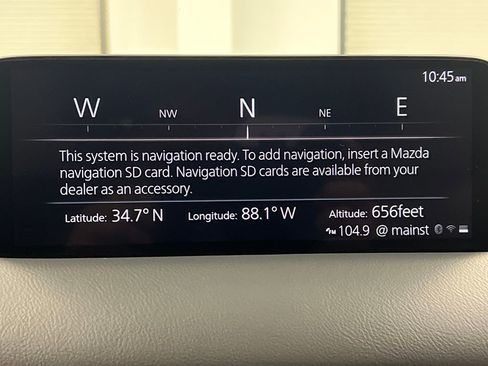 10:45am
W NW N NE E
This system is navigation ready. To add navigation, insert a Mazda
navigation SD card. Navigation SD cards are available from your
dealer as an accessory.
Latitude: 34.7° N Longitude: 88.1° W Altitude: 656feet
FM 104.9 @ mainst